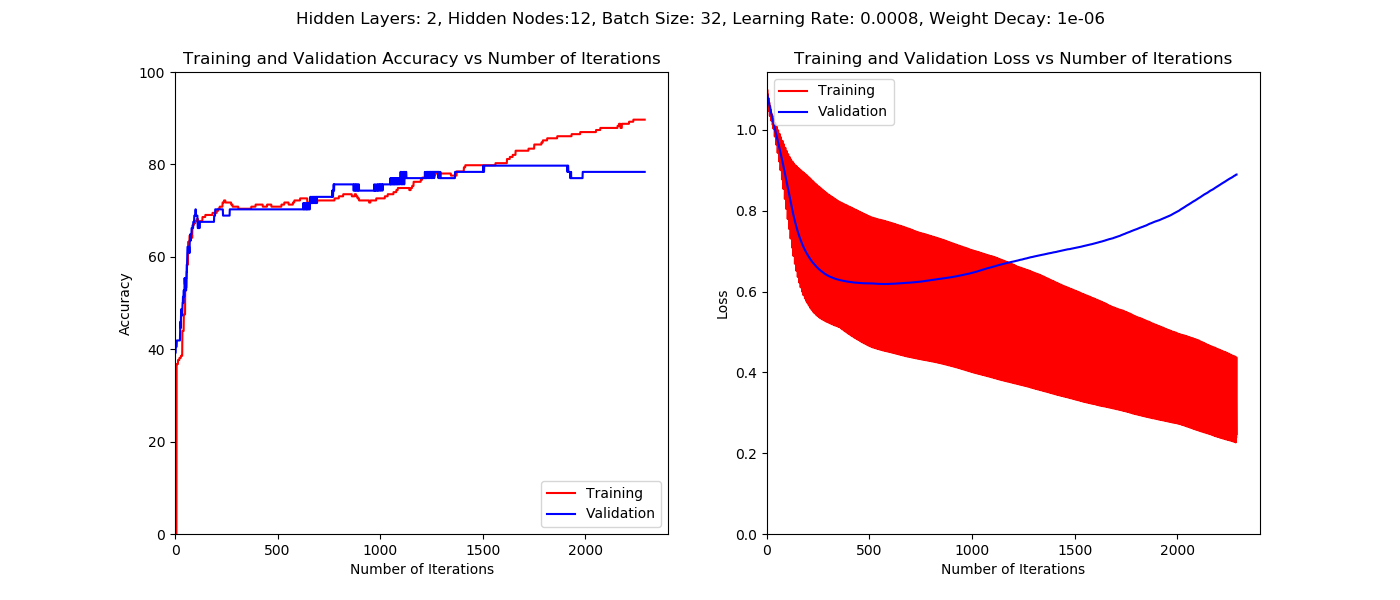 Hidden Layers: 2, Hidden Nodes:12, Batch Size: 32, Learning Rate: 0.0008, Weight Decay: 1e-06
Training and Validation Accuracy vs Number of Iterations
100
80
60
40
20
0
Accuracy
0 500 1000 1500 2000
Number of Iterations
Training
Validation
Training and Validation Loss vs Number of Iterations
Training
Validation
1.0
0.8
0.6
0.4
0.2
0.0
Loss
0 500 1000 1500 2000
Number of Iterations